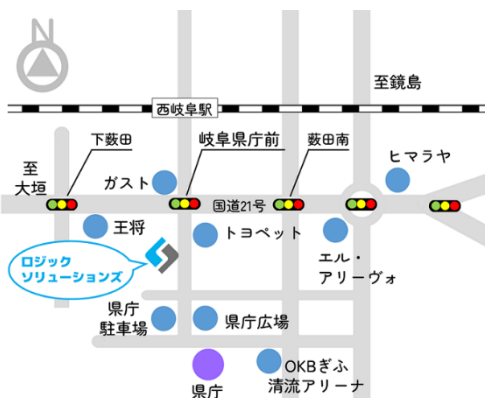 N
至鏡島
西岐阜駅
下薮田
岐阜県庁前
薮田南
ヒマラヤ
至
大垣
ガスト
国道21号
王将
トヨペット
エル・
アリーヴォ
ロジック
ソリューションズ
県庁
駐車場
県庁広場
県庁
OKBぎふ
清流アリーナ